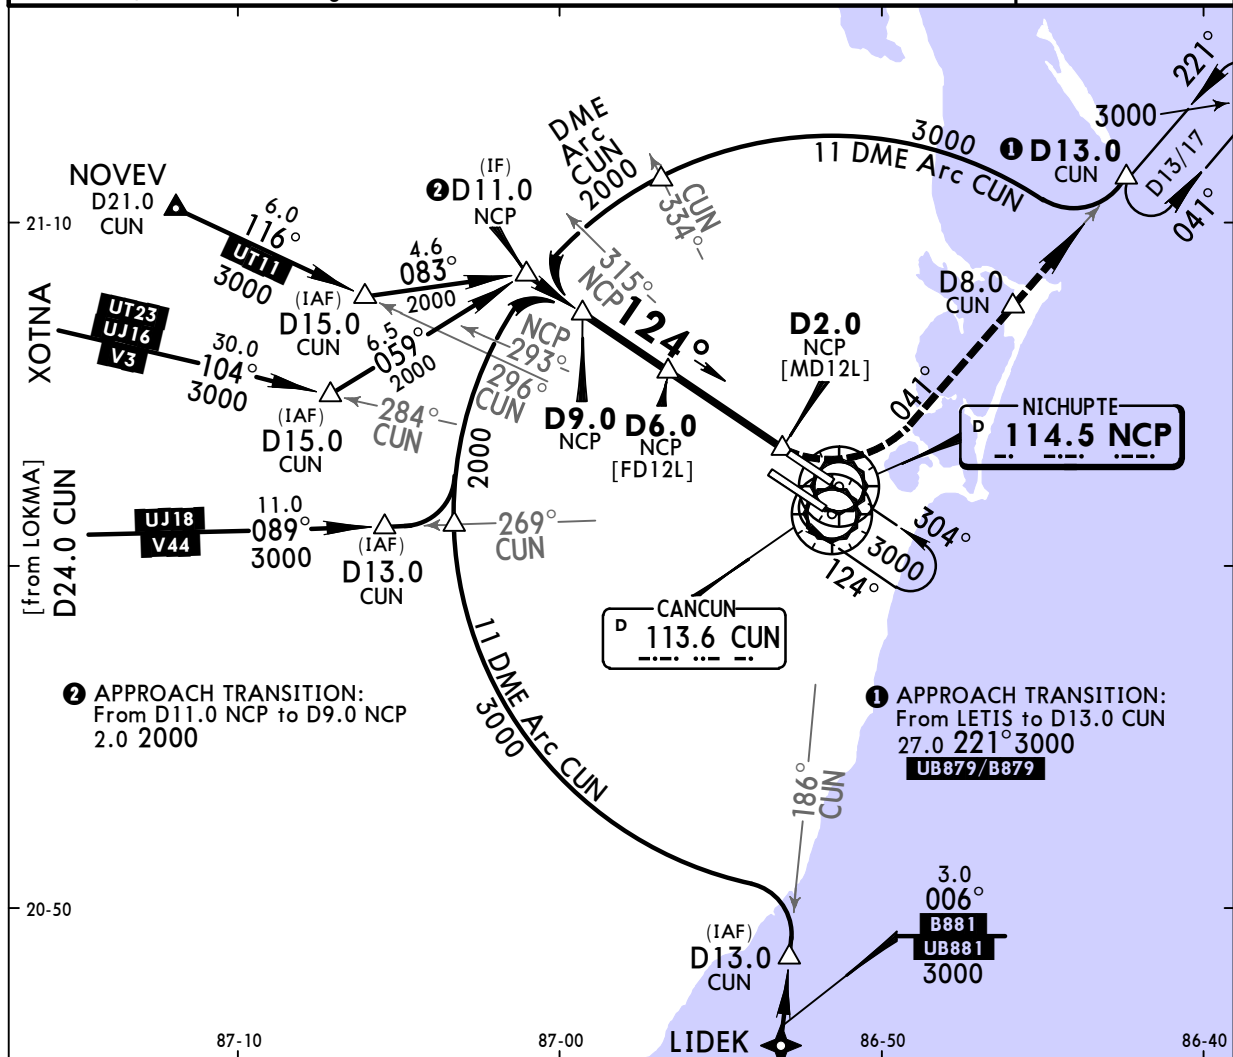 221°
3000
D13/17
041°
❶ D13.0
CUN
3000
11 DME Arc CUN
DME
Arc
CUN
2000
CUN
334°
NOVEV
D21.0
CUN
6.0
116°
UT11
3000
(IF)
❷ D11.0
NCP
4.6
083°
2000
(IAF)
D15.0
CUN
21-10
315°
NCP
124°
D8.0
CUN
XOTNA
UT23
UJ16
V3
30.0
104°
3000
6.5
059°
2000
(IAF)
D15.0
CUN
NCP
293°
296°
CUN
284°
CUN
D9.0
NCP
D6.0
NCP
[FD12L]
D2.0
NCP
[MD12L]
041°
NICHUPTE
D 114.5 NCP
2000
[from LOKMA]
D24.0 CUN
UJ18
V44
11.0
089°
3000
(IAF)
D13.0
CUN
269°
CUN
304°
3000
124°
CANCUN
D 113.6 CUN
11 DME Arc CUN
3000
❷ APPROACH TRANSITION:
From D11.0 NCP to D9.0 NCP
2.0 2000
❶ APPROACH TRANSITION:
From LETIS to D13.0 CUN
27.0 221° 3000
UB879/B879
186°
CUN
20-50
(IAF)
D13.0
CUN
3.0
006°
B881
UB881
3000
LIDEK
87-10
87-00
86-50
86-40